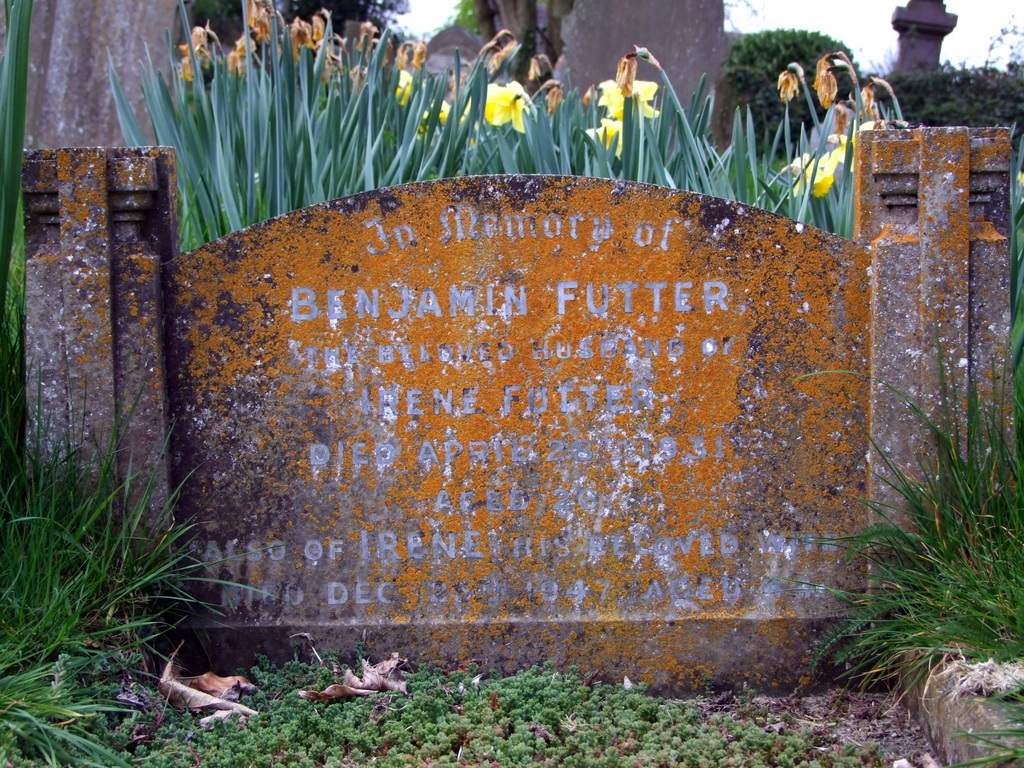 In Memory of
BENJAMIN FUTTER,
THE BELOVED HUSBAND OF
IRENE FUTTER,
DIED APRIL 28TH 1931,
AGED
ALSO OF IRENE, HIS BELOVED WIFE
DIED DEC. 1947, AGED